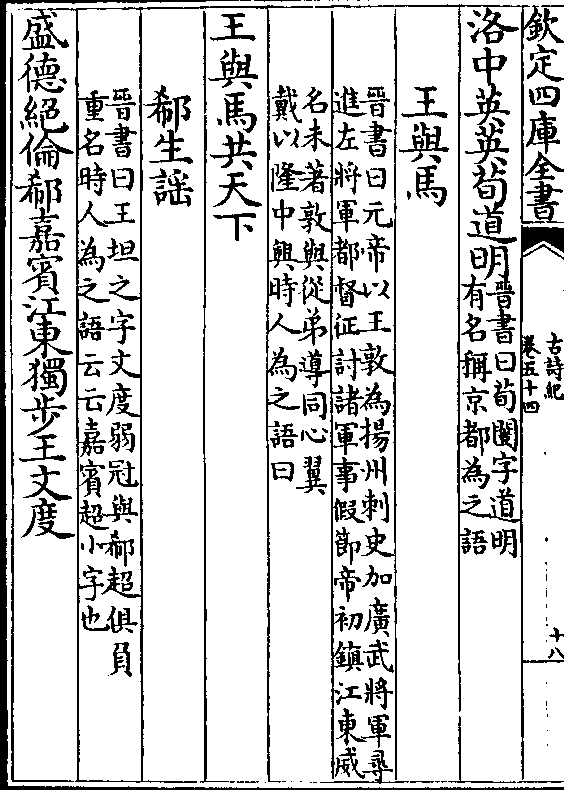 欽定四庫全書
古詩紀
卷五十四
十八
洛中英英荀道明
晉書曰荀闓字道明
有名稱京都為之語
王與馬
晉書曰元帝以王敦為揚州刺史加廣武將軍尋
進左將軍都督征討諸軍事假節帝初鎮江東威
名未著敦與從弟導同心翼
戴以隆中興時人為之語曰
王與馬共天下
郗生謡
晉書曰王坦之字文度弱冠與郗超俱員
重名時人為之語云云嘉賓超小字也
盛德絕倫郗嘉賓江東獨步王文度